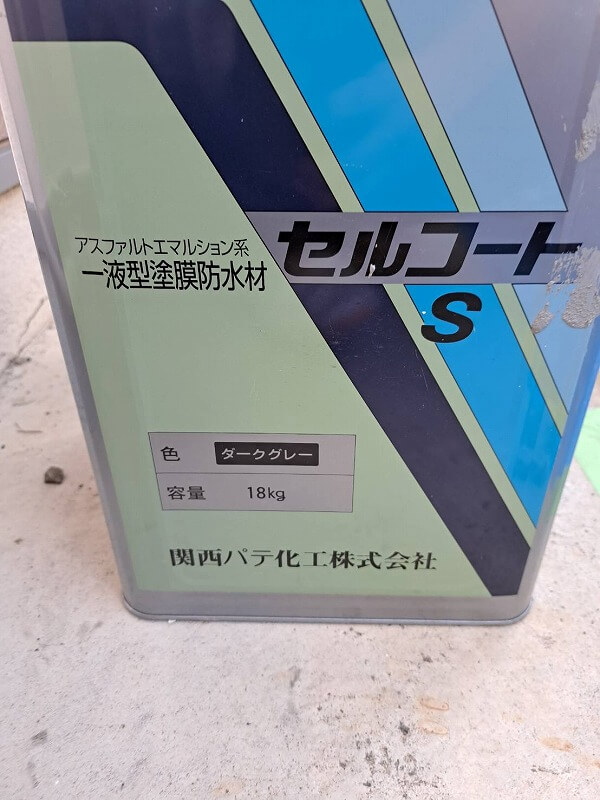 アスファルトエマルション系
一液型塗膜防水材
セルコート
S
色 ダークグレー
容量 18kg
関西パテ化工株式会社